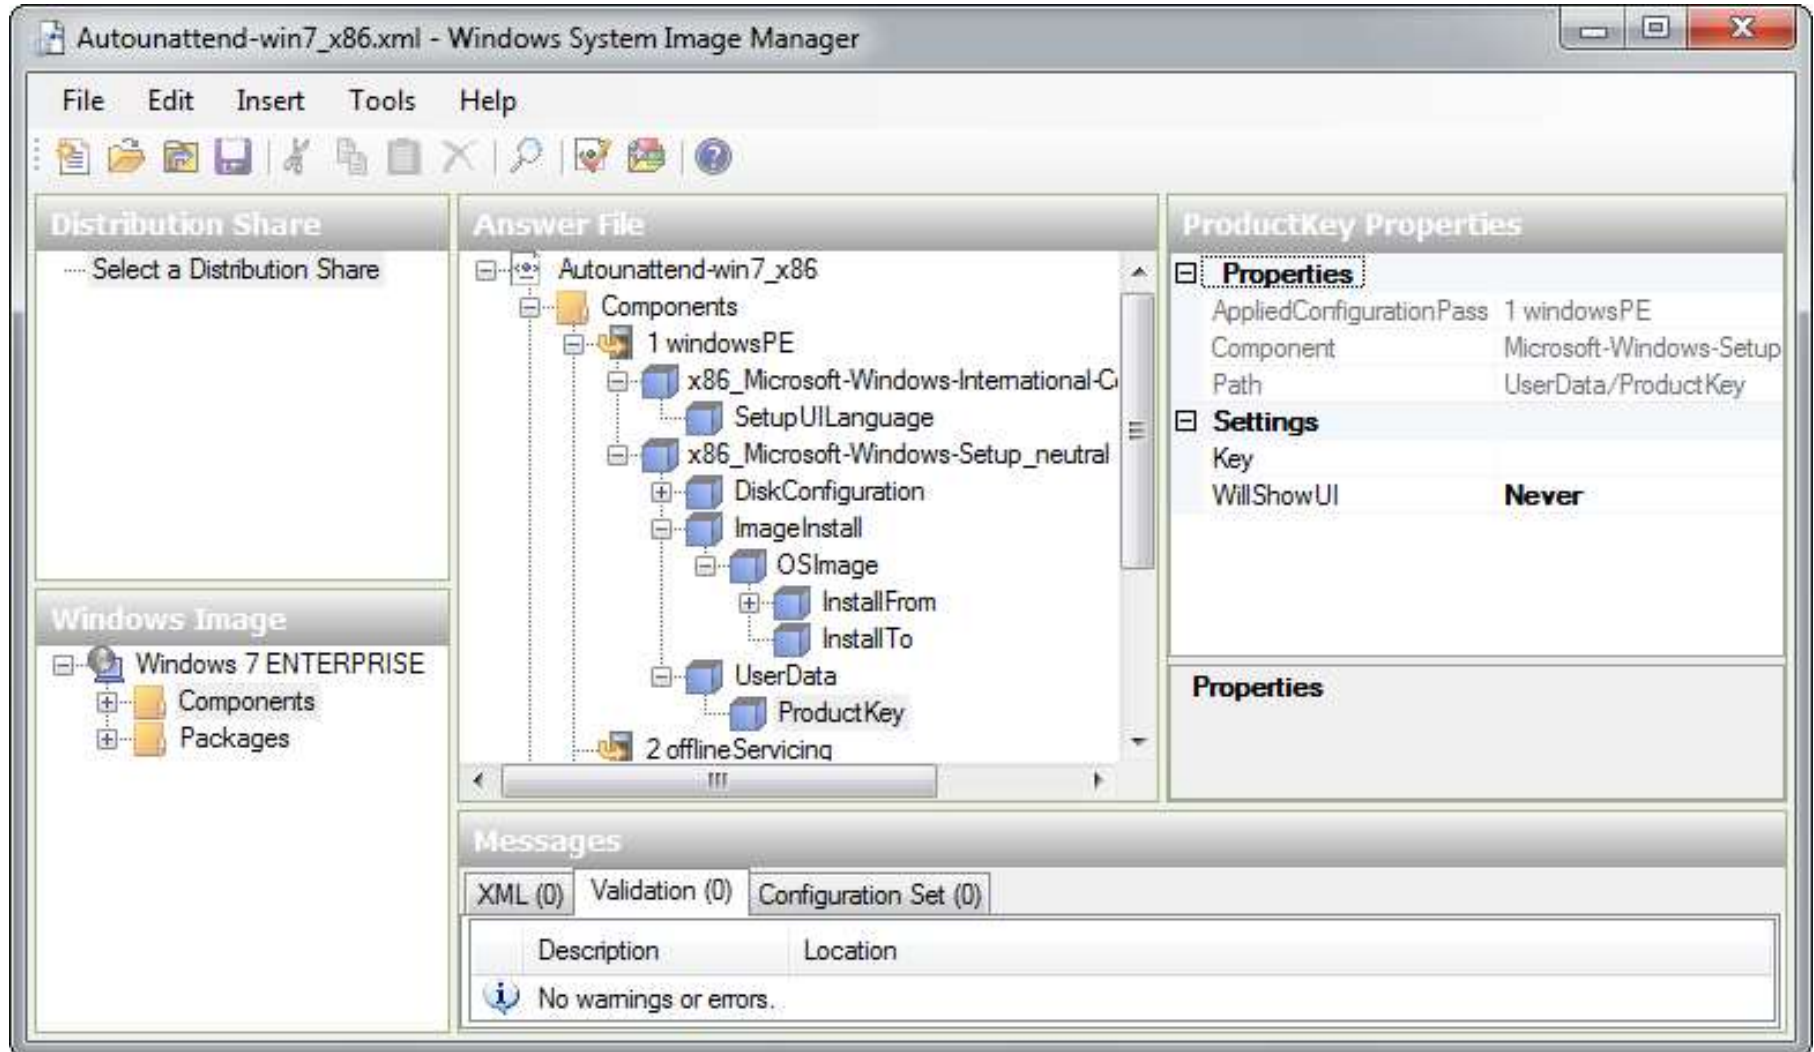 Autounattend-win7_x86.xml - Windows System Image Manager
File Edit Insert Tools Help
Distribution Share
Select a Distribution Share
Windows Image
Windows 7 ENTERPRISE
Components
Packages
Answer File
Autounattend-win7_x86
Components
1 windowsPE
x86_Microsoft-Windows-International-C
SetupUILanguage
x86_Microsoft-Windows-Setup_neutral
DiskConfiguration
ImageInstall
OSImage
InstallFrom
InstallTo
UserData
ProductKey
2 offlineServicing
ProductKey Properties
Properties
AppliedConfigurationPass 1 windowsPE
Component Microsoft-Windows-Setup
Path UserData/ProductKey
Settings
Key
WillShowUI Never
Properties
Messages
XML (0) Validation (0) Configuration Set (0)
Description Location
No warnings or errors.